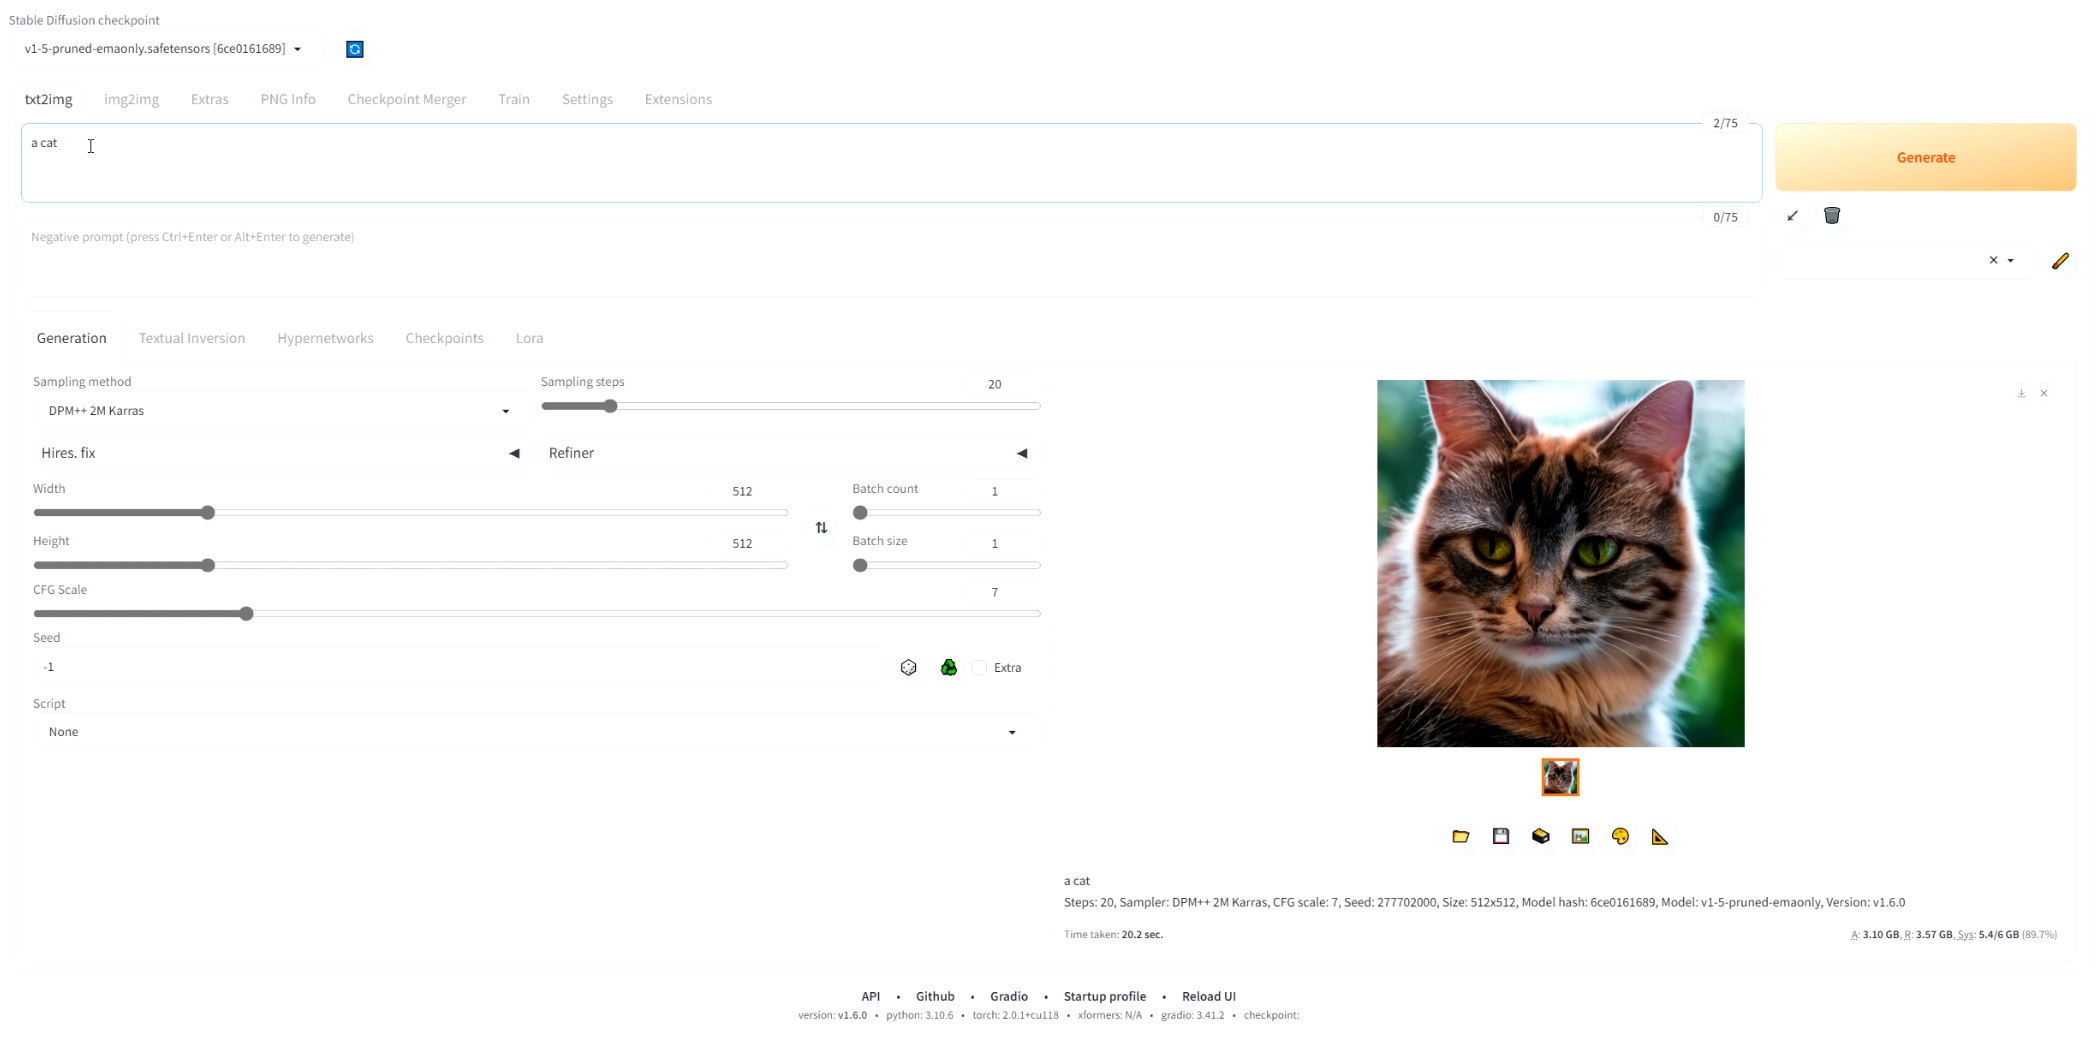 Stable Diffusion checkpoint
v1-5-pruned-emaonly.safetensors [6ce0161689]
txt2img img2img Extras PNG Info Checkpoint Merger Train Settings Extensions
2/75
a cat
Generate
0/75
Negative prompt (press Ctrl+Enter or Alt+Enter to generate)
Generation Textual Inversion Hypernetworks Checkpoints Lora
Sampling method
DPM++ 2M Karras
Sampling steps
20
Hires. fix
Refiner
Width
512
Batch count
1
Height
512
Batch size
1
CFG Scale
7
Seed
-1
Extra
Script
None
a cat
Steps: 20, Sampler: DPM++ 2M Karras, CFG scale: 7, Seed: 277702000, Size: 512x512, Model hash: 6ce0161689, Model: v1-5-pruned-emaonly, Version: v1.6.0
Time taken: 20.2 sec.
A: 3.10 GB, R: 3.57 GB, Sys: 5.4/6 GB (89.7%)
API • Github • Gradio • Startup profile • Reload UI
version: v1.6.0 • python: 3.10.6 • torch: 2.0.1+cu118 • xformers: N/A • gradio: 3.41.2 • checkpoint: